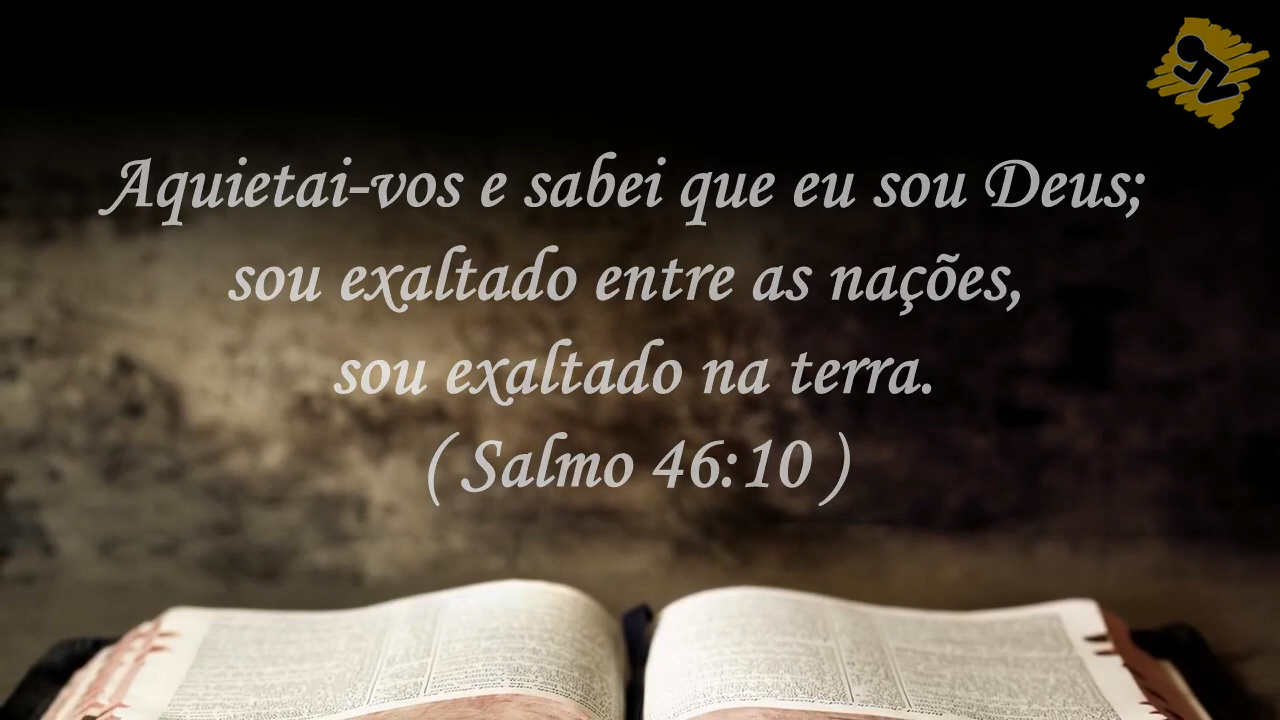 Aquietai-vos e sabei que eu sou Deus;
sou exaltado entre as nações,
sou exaltado na terra.
( Salmo 46:10 )